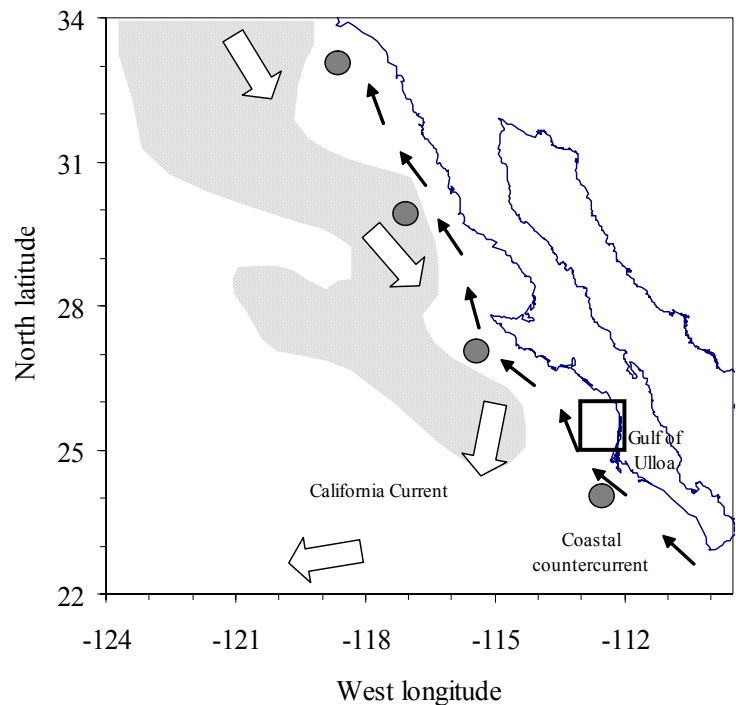 34
31
28
25
22
North latitude
Gulf of
Ulloa
California Current
Coastal
countercurrent
-124
-121
-118
-115
-112
West longitude